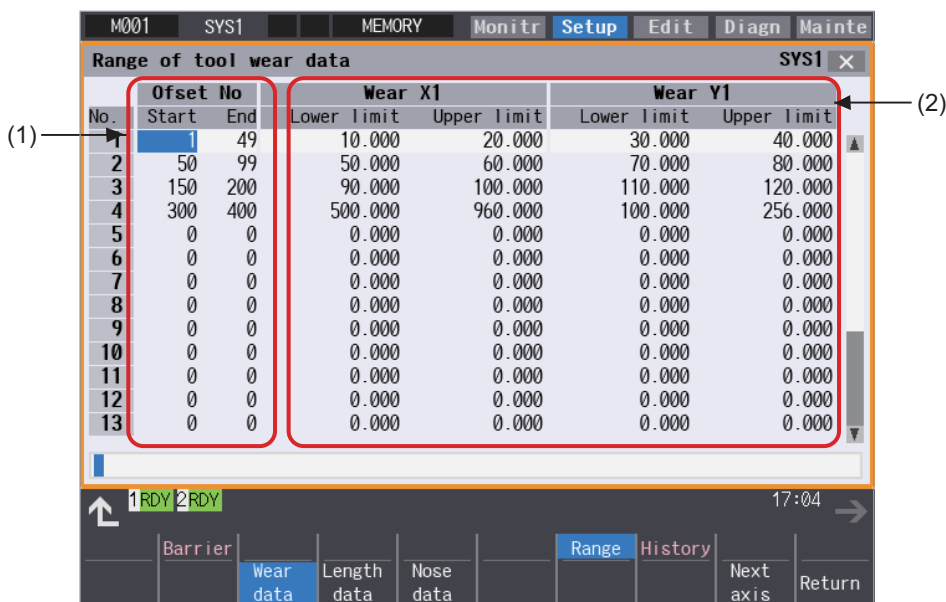 M001 SYS1 MEMORY Monitr Setup Edit Diagn Mainte
Range of tool wear data SYS1
Ofset No Wear X1 Wear Y1
No. Start End Lower limit Upper limit Lower limit Upper limit
(1) (2)
1 1 49 10.000 20.000 30.000 40.000
2 50 99 50.000 60.000 70.000 80.000
3 150 200 90.000 100.000 110.000 120.000
4 300 400 500.000 960.000 100.000 256.000
5 0 0 0.000 0.000 0.000 0.000
6 0 0 0.000 0.000 0.000 0.000
7 0 0 0.000 0.000 0.000 0.000
8 0 0 0.000 0.000 0.000 0.000
9 0 0 0.000 0.000 0.000 0.000
10 0 0 0.000 0.000 0.000 0.000
11 0 0 0.000 0.000 0.000 0.000
12 0 0 0.000 0.000 0.000 0.000
13 0 0 0.000 0.000 0.000 0.000
1 RDY 2 RDY 17:04
Barrier Range History
Wear Length Nose Next Return
data data data axis